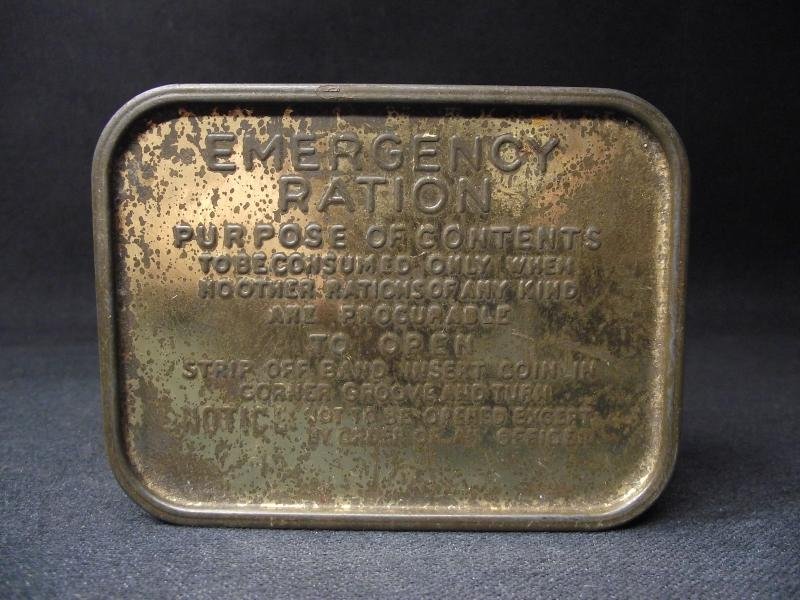 EMERGENCY
RATION
PURPOSE OF CONTENTS
TO BE CONSUMED ONLY WHEN
NO OTHER RATIONS OF ANY KIND
ARE PROCURABLE
TO OPEN
STRIP OFF BAND INSERT COIN IN
CORNER GROOVE AND TURN
NOTICE. NOT TO BE OPENED EXCEPT
BY ORDER OF AN OFFICER